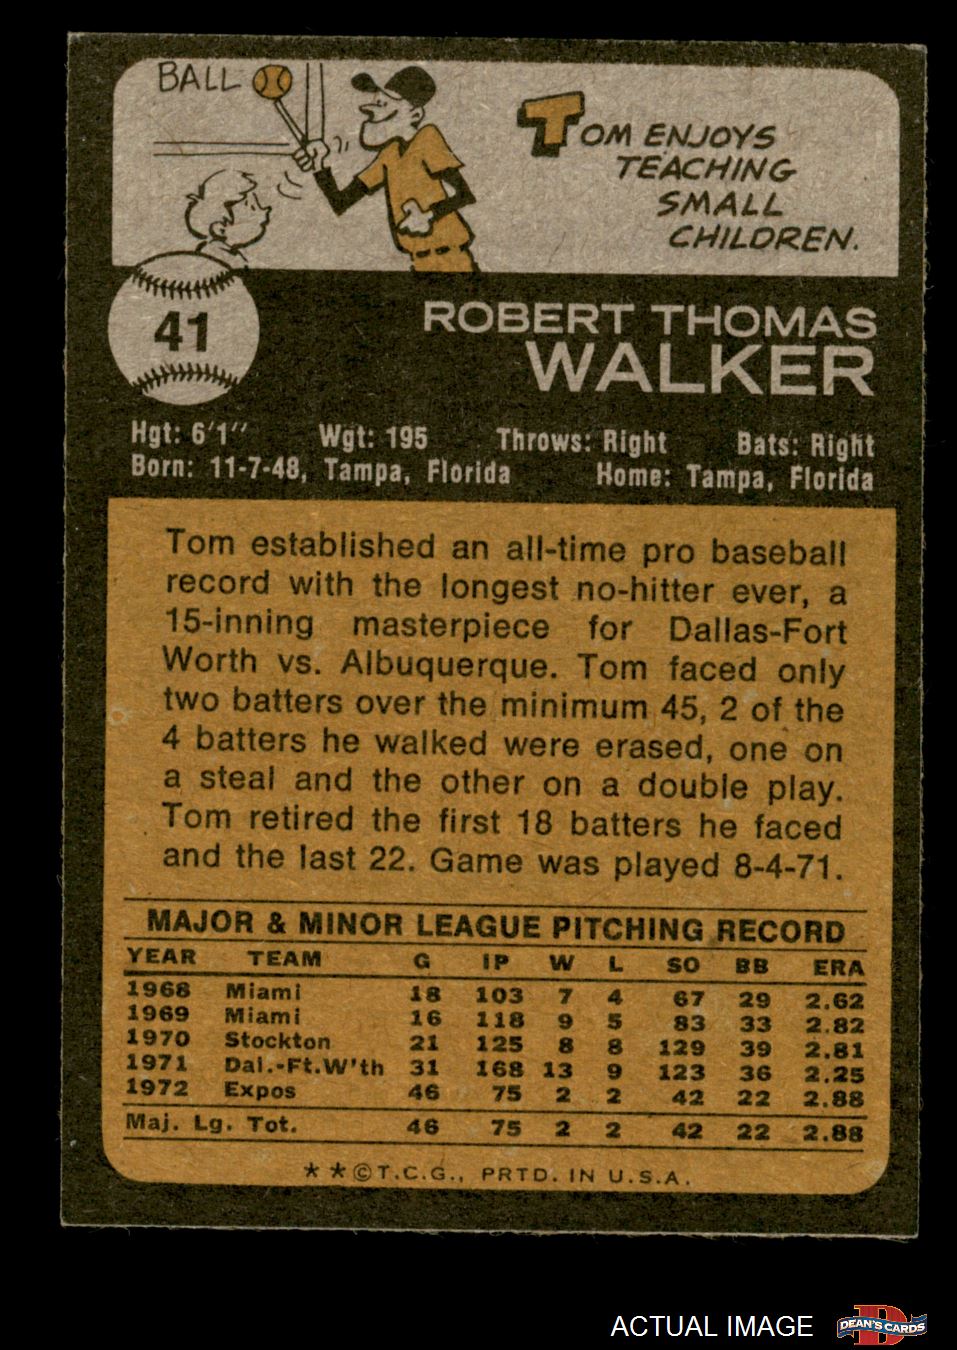 BALL
TOM ENJOYS
TEACHING
SMALL
CHILDREN.
41
ROBERT THOMAS
WALKER
Hgt: 6'1" Wgt: 195 Throws: Right Bats: Right
Born: 11-7-48, Tampa, Florida Home: Tampa, Florida
Tom established an all-time pro baseball
record with the longest no-hitter ever, a
15-inning masterpiece for Dallas-Fort
Worth vs. Albuquerque. Tom faced only
two batters over the minimum 45, 2 of the
4 batters he walked were erased, one on
a steal and the other on a double play.
Tom retired the first 18 batters he faced
and the last 22. Game was played 8-4-71.
MAJOR & MINOR LEAGUE PITCHING RECORD
YEAR TEAM G IP W L SO BB ERA
1968 Miami 18 103 7 4 67 29 2.62
1969 Miami 16 118 9 5 83 33 2.82
1970 Stockton 21 125 8 8 129 39 2.81
1971 Dal.-Ft.W'th 31 168 13 9 123 36 2.25
1972 Expos 46 75 2 2 42 22 2.88
Maj. Lg. Tot. 46 75 2 2 42 22 2.88
**©T.C.G., PRTD. IN U.S.A.
ACTUAL IMAGE
DEAN'S CARDS